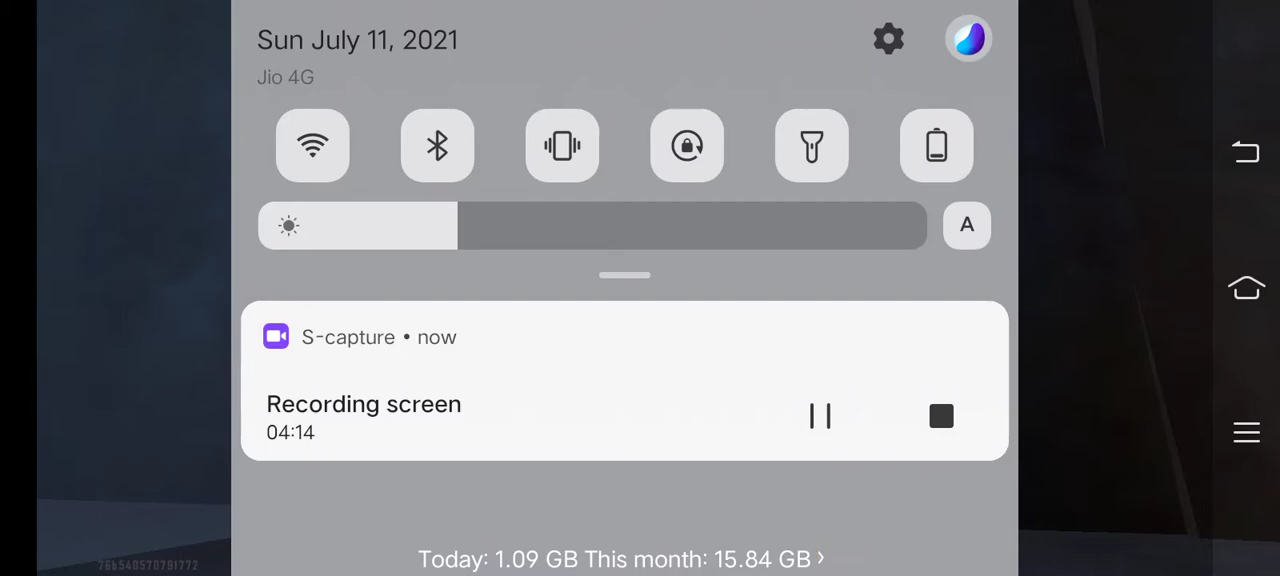 Sun July 11, 2021
Jio 4G
A
S-capture • now
Recording screen
04:14
Today: 1.09 GB This month: 15.84 GB ›
76b540570791772